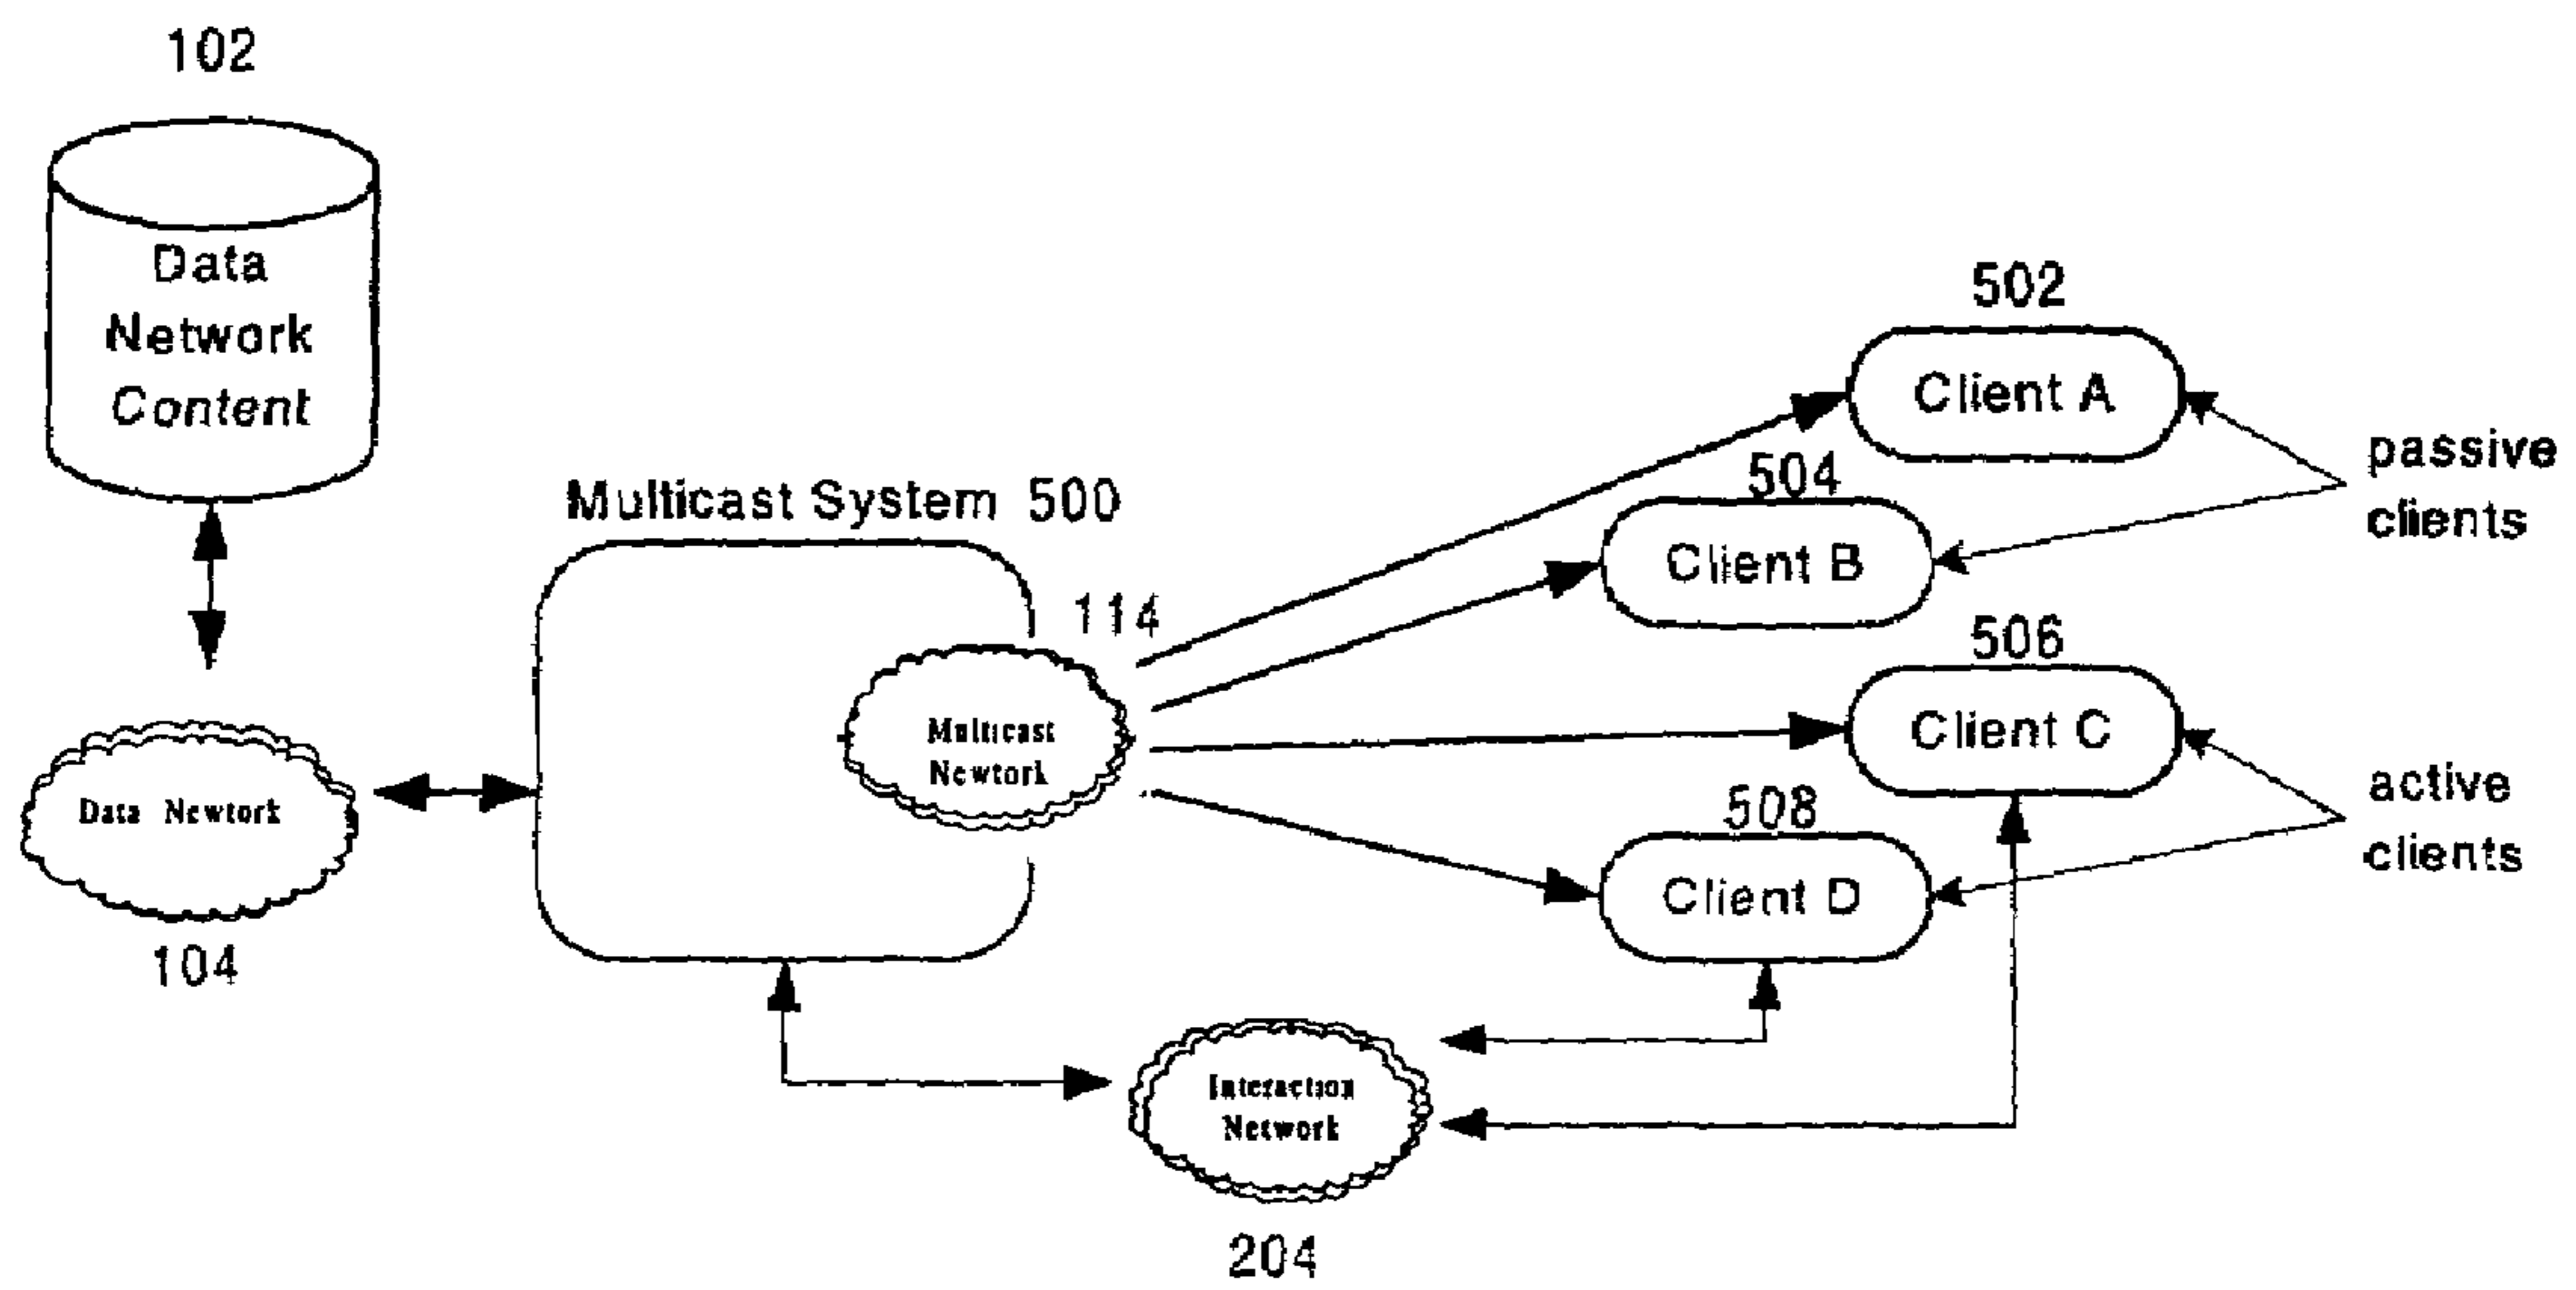 102
Data
Network
Content
Multicast System 500
114
Multicast
Newtork
Data Newtork
104
502
Client A
504
Client B
passive
clients
506
Client C
508
Client D
active
clients
Interaction
Network
204